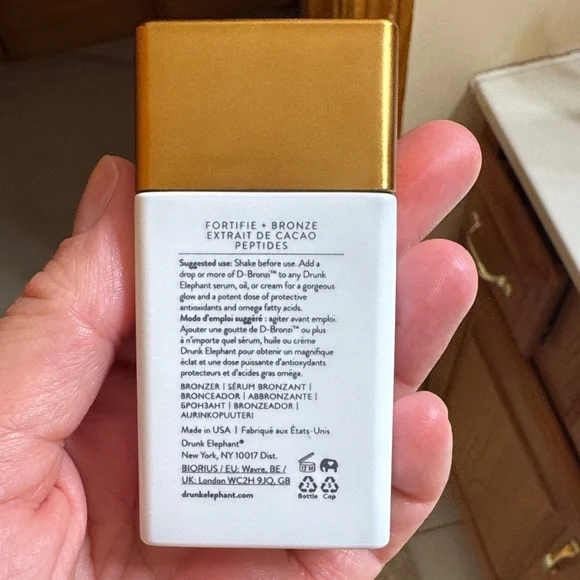 FORTIFIE + BRONZE
EXTRAIT DE CACAO
PEPTIDES
Suggested use: Shake before use. Add a
drop or more of D-Bronzi™ to any Drunk
Elephant serum, oil, or cream for a gorgeous
glow and a potent dose of protective
antioxidants and omega fatty acids.
Mode d'emploi suggéré : agiter avant emploi.
Ajouter une goutte de D-Bronzi™ ou plus
à n'importe quel sérum, huile ou crème
Drunk Elephant pour obtenir un magnifique
éclat et une dose puissante d'antioxydants
protecteurs et d'acides gras oméga.
BRONZER | SÉRUM BRONZANT |
BRONCEADOR | ABBRONZANTE |
БРОНЗАНТ | BRONZEADOR |
AURINKOPUUTERI
Made in USA | Fabriqué aux États-Unis
Drunk Elephant®
New York, NY 10017 Dist.
BIORIUS / EU: Wavre, BE /
UK: London WC2H 9JQ, GB
drunkelephant.com
Bottle Cap